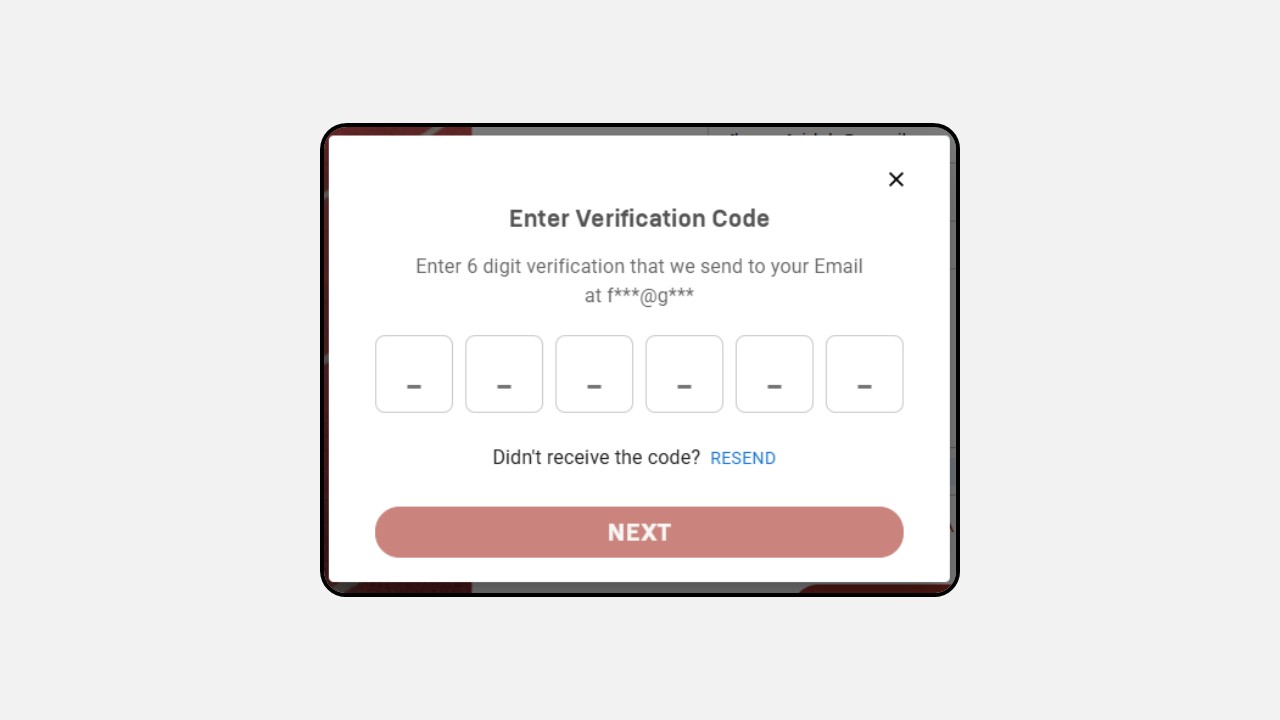 Enter Verification Code
Enter 6 digit verification that we send to your Email
at f***@g***
– – – – – –
Didn't receive the code? RESEND
NEXT